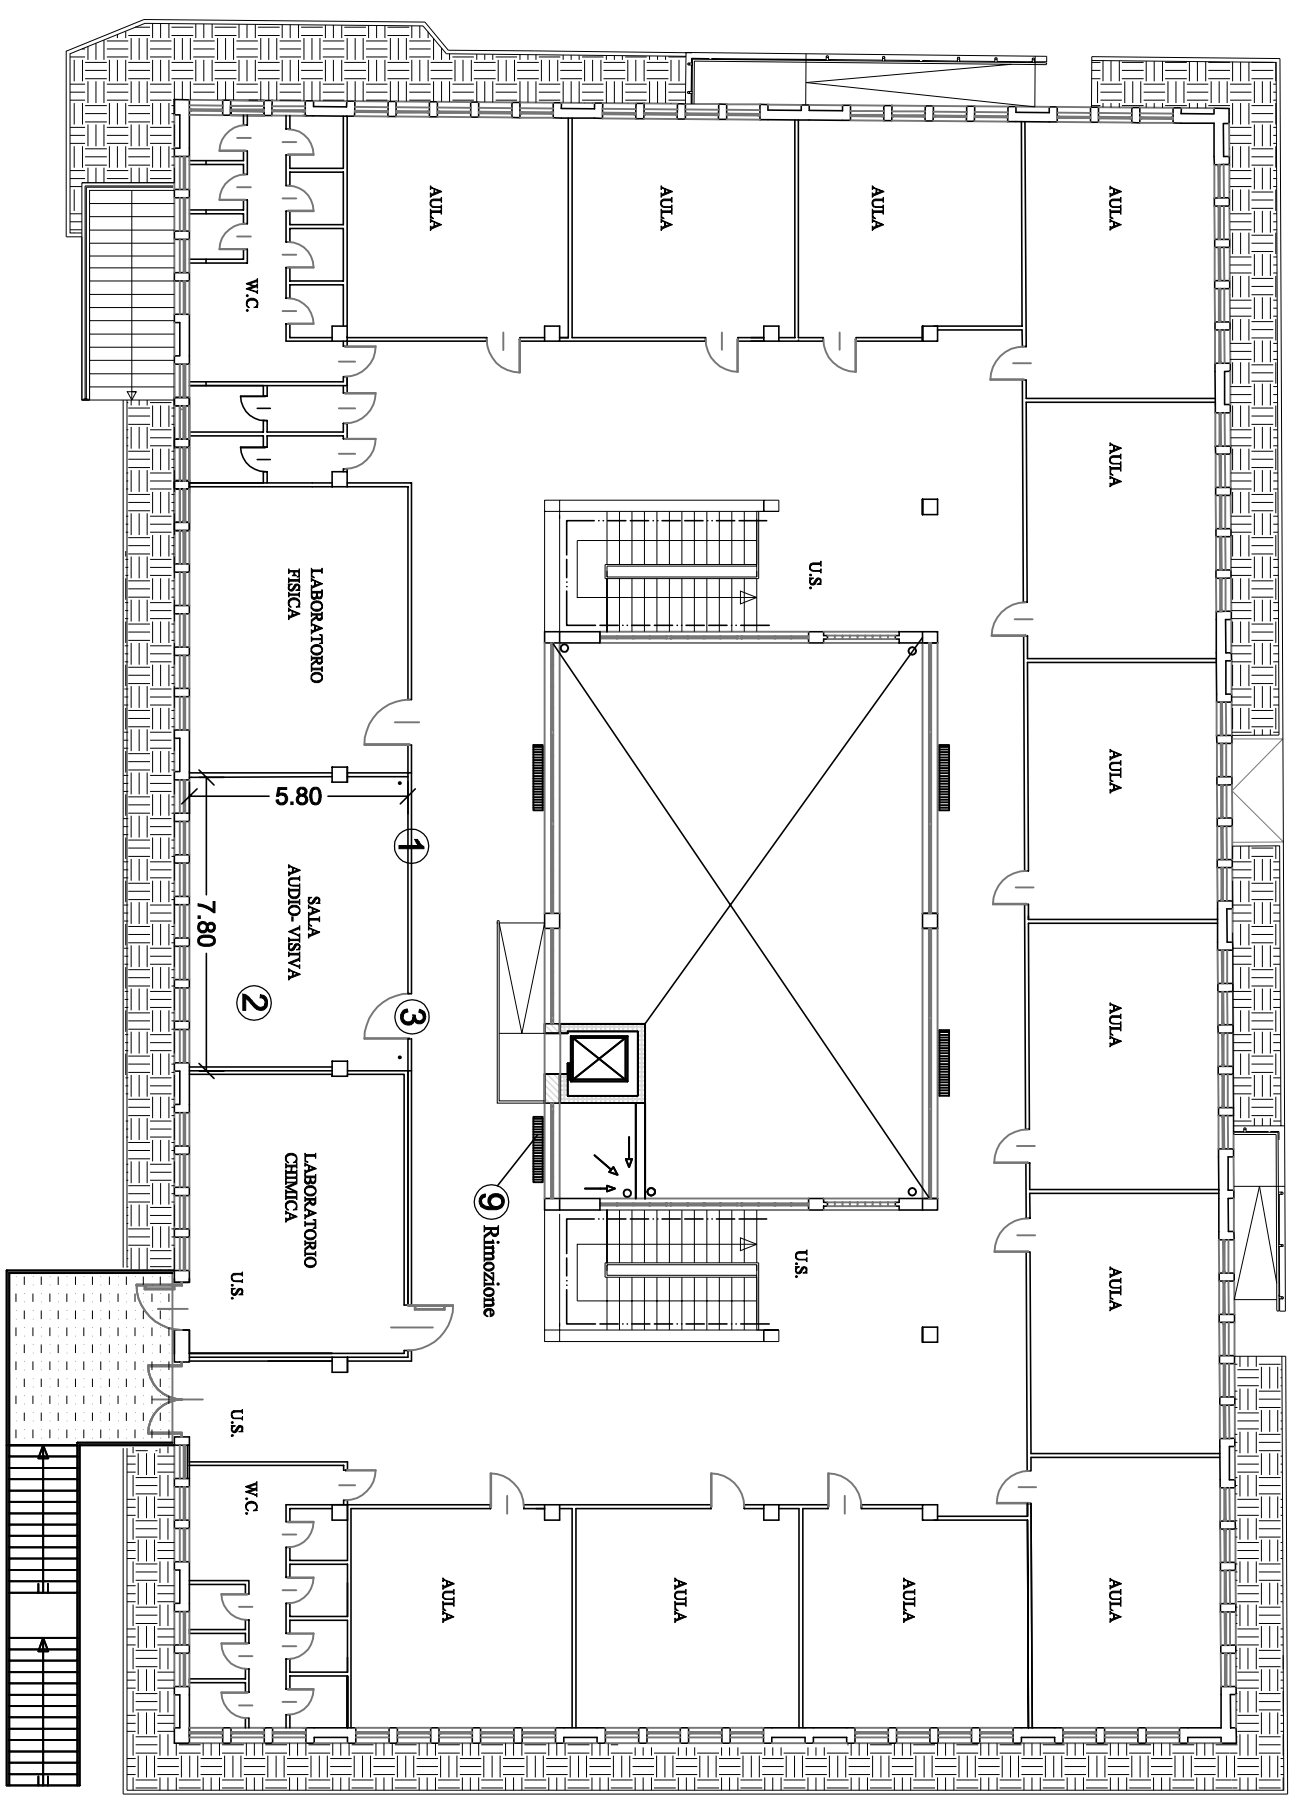 AULA
AULA
AULA
AULA
W.C.
AULA
U.S.
LABORATORIO
FISICA
AULA
5.80
1
SALA
AUDIO- VISIVA
7.80
2
3
AULA
LABORATORIO
CHIMICA
9 Rimozione
U.S.
U.S.
AULA
U.S.
W.C.
AULA
AULA
AULA
AULA